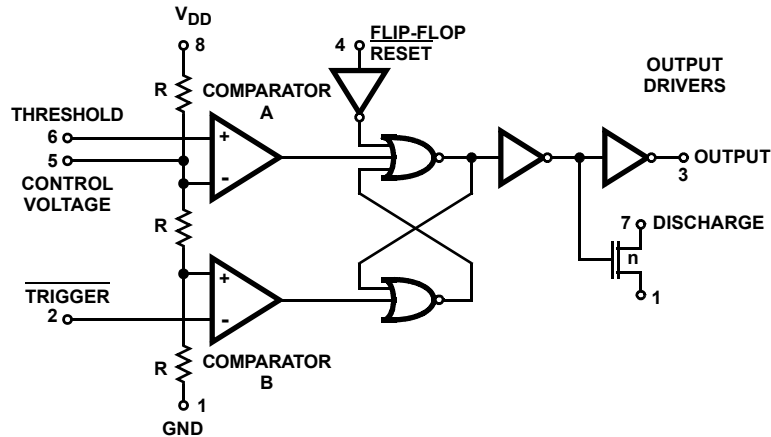 VDD
8
4
FLIP-FLOP
RESET
OUTPUT
DRIVERS
R
COMPARATOR
A
THRESHOLD
6
5
CONTROL
VOLTAGE
+
-
OUTPUT
3
R
7
DISCHARGE
n
1
TRIGGER
2
+
-
R
COMPARATOR
B
1
GND